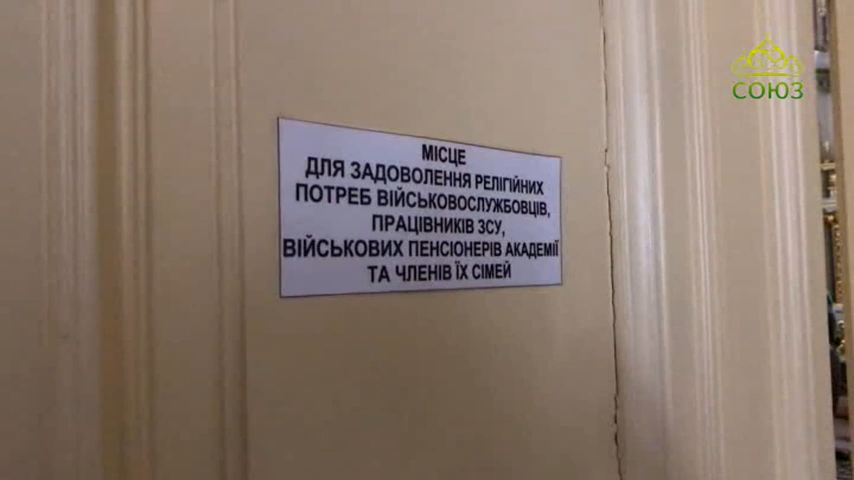 СОЮЗ
МІСЦЕ
ДЛЯ ЗАДОВОЛЕННЯ РЕЛІГІЙНИХ
ПОТРЕБ ВІЙСЬКОВОСЛУЖБОВЦІВ,
ПРАЦІВНИКІВ ЗСУ,
ВІЙСЬКОВИХ ПЕНСІОНЕРІВ АКАДЕМІЇ
ТА ЧЛЕНІВ ЇХ СІМЕЙ